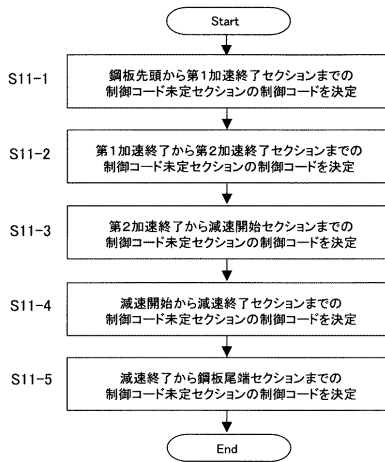 Start
S11-1
鋼板先頭から第1加速終了セクションまでの
制御コード未定セクションの制御コードを決定
S11-2
第1加速終了から第2加速終了セクションまでの
制御コード未定セクションの制御コードを決定
S11-3
第2加速終了から減速開始セクションまでの
制御コード未定セクションの制御コードを決定
S11-4
減速開始から減速終了セクションまでの
制御コード未定セクションの制御コードを決定
S11-5
減速終了から鋼板尾端セクションまでの
制御コード未定セクションの制御コードを決定
End